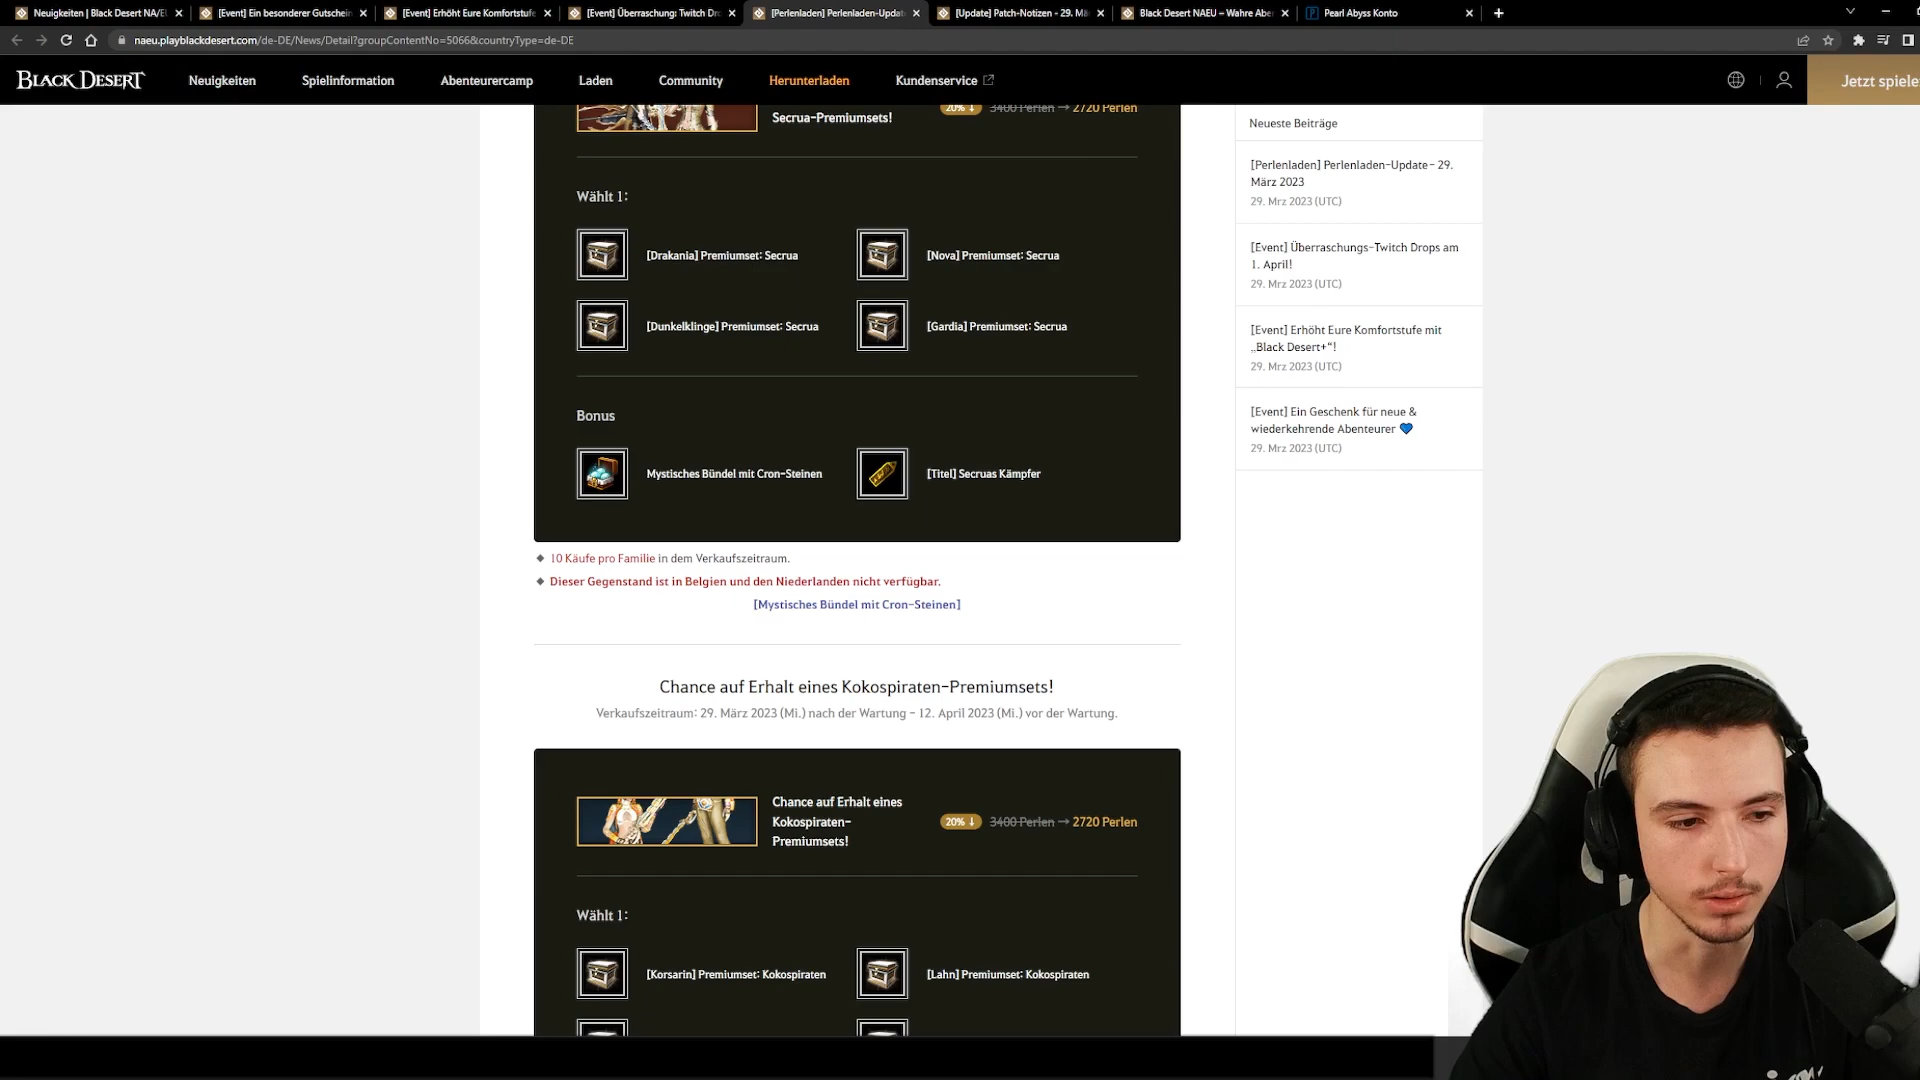 Neuigkeiten | Black Desert NA/E
[Event] Ein besonderer Gutschein
[Event] Erhöht Eure Komfortstufe
[Event] Überraschung: Twitch Dr
[Perlenladen] Perlenladen-Updat
[Update] Patch-Notizen - 29. Mä
Black Desert NAEU – Wahre Abe
Pearl Abyss Konto
naeu.playblackdesert.com/de-DE/News/Detail?groupContentNo=5066&countryType=de-DE
BLACK DESERT
Neuigkeiten
Spielinformation
Abenteurercamp
Laden
Community
Herunterladen
Kundenservice
Jetzt spiele
Secrua-Premiumsets!
20% ↓ 3400 Perlen → 2720 Perlen
Wählt 1:
[Drakania] Premiumset: Secrua
[Nova] Premiumset: Secrua
[Dunkelklinge] Premiumset: Secrua
[Gardia] Premiumset: Secrua
Bonus
Mystisches Bündel mit Cron-Steinen
[Titel] Secruas Kämpfer
◆ 10 Käufe pro Familie in dem Verkaufszeitraum.
◆ Dieser Gegenstand ist in Belgien und den Niederlanden nicht verfügbar.
[Mystisches Bündel mit Cron-Steinen]
Chance auf Erhalt eines Kokospiraten-Premiumsets!
Verkaufszeitraum: 29. März 2023 (Mi.) nach der Wartung – 12. April 2023 (Mi.) vor der Wartung.
Chance auf Erhalt eines
Kokospiraten-
Premiumsets!
20% ↓ 3400 Perlen → 2720 Perlen
Wählt 1:
[Korsarin] Premiumset: Kokospiraten
[Lahn] Premiumset: Kokospiraten
Neueste Beiträge
[Perlenladen] Perlenladen-Update - 29.
März 2023
29. Mrz 2023 (UTC)
[Event] Überraschungs-Twitch Drops am
1. April!
29. Mrz 2023 (UTC)
[Event] Erhöht Eure Komfortstufe mit
„Black Desert+“!
29. Mrz 2023 (UTC)
[Event] Ein Geschenk für neue &
wiederkehrende Abenteurer 💙
29. Mrz 2023 (UTC)